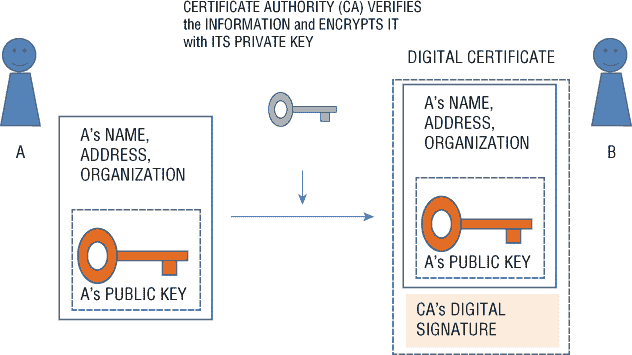 CERTIFICATE AUTHORITY (CA) VERIFIES
the INFORMATION and ENCRYPTS IT
with ITS PRIVATE KEY
DIGITAL CERTIFICATE
A
A's NAME,
ADDRESS,
ORGANIZATION
A's PUBLIC KEY
A's NAME,
ADDRESS,
ORGANIZATION
A's PUBLIC KEY
CA's DIGITAL
SIGNATURE
B